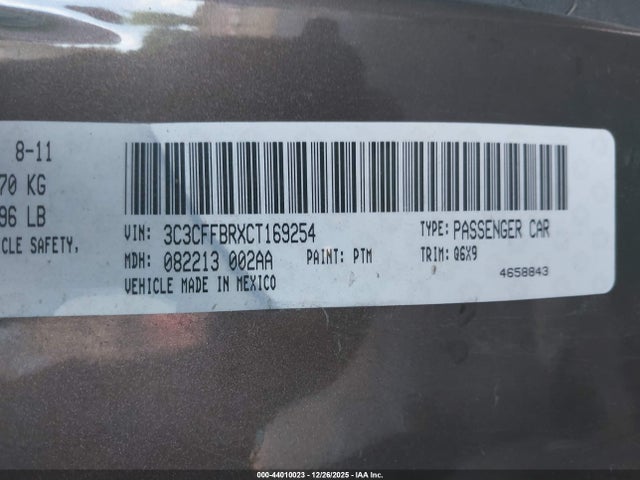 8-11
70 KG
96 LB
ICLE SAFETY,
VIN: 3C3CFFBRXCT169254
TYPE: PASSENGER CAR
MDH: 082213 002AA
PAINT: PTM
TRIM: Q6X9
VEHICLE MADE IN MEXICO
4658843
000-44010023 - 12/26/2025 - IAA Inc.